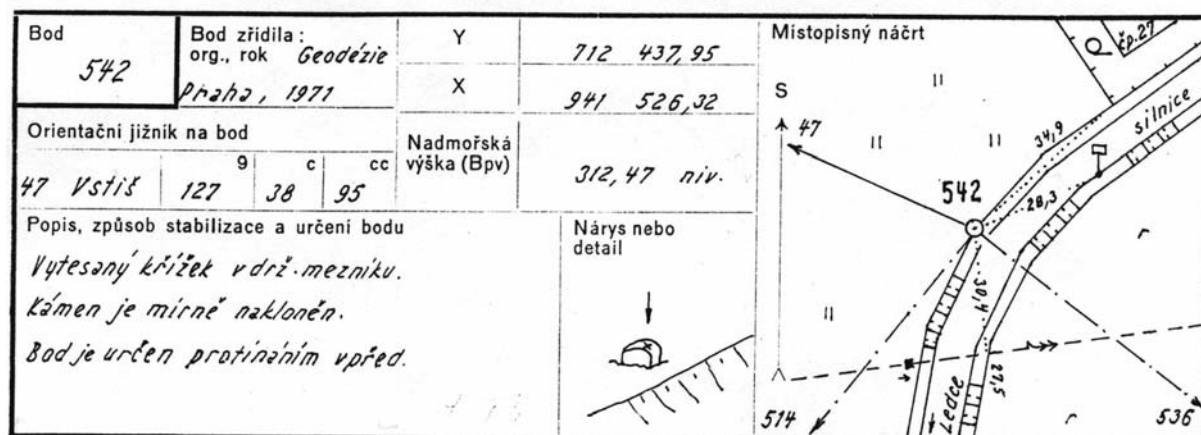 Bod
542
Bod zřídila :
org., rok Geodézie
Praha, 1971
Y
712 437,95
X
941 526,32
Orientační jižník na bod
g c cc
47 Vstiš 127 38 95
Nadmořská
výška (Bpv)
312,47 niv.
Popis, způsob stabilizace a určení bodu
Vytesaný křížek v drž. mezníku.
Kámen je mírně nakloněn.
Bod je určen protínáním vpřed.
Nárys nebo
detail
Místopisný náčrt
S
47
čp.27
silnice
34,9
542
28,3
30,4
27,5
r
r
Ledce
514
536